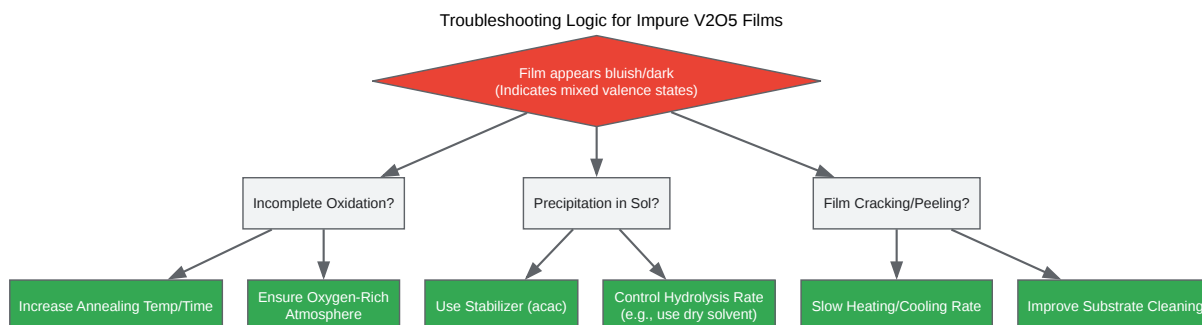 Troubleshooting Logic for Impure V2O5 Films
Film appears bluish/dark
(Indicates mixed valence states)
Incomplete Oxidation?
Precipitation in Sol?
Film Cracking/Peeling?
Increase Annealing Temp/Time
Ensure Oxygen-Rich
Atmosphere
Use Stabilizer (acac)
Control Hydrolysis Rate
(e.g., use dry solvent)
Slow Heating/Cooling Rate
Improve Substrate Cleaning